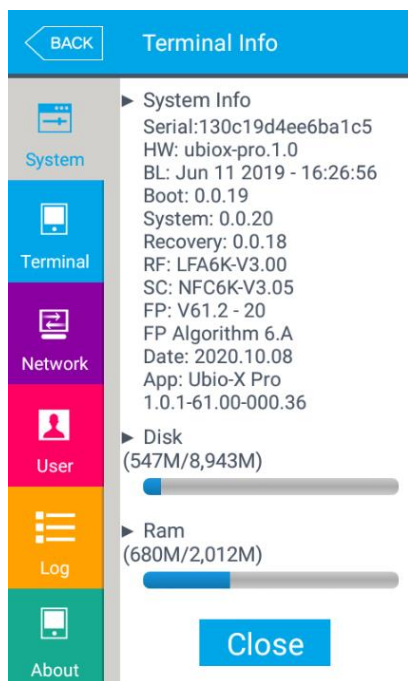 BACK
Terminal Info
System
Terminal
Network
User
Log
About
▶ System Info
Serial:130c19d4ee6ba1c5
HW: ubiox-pro.1.0
BL: Jun 11 2019 - 16:26:56
Boot: 0.0.19
System: 0.0.20
Recovery: 0.0.18
RF: LFA6K-V3.00
SC: NFC6K-V3.05
FP: V61.2 - 20
FP Algorithm 6.A
Date: 2020.10.08
App: Ubio-X Pro
1.0.1-61.00-000.36
▶ Disk
(547M/8,943M)
▶ Ram
(680M/2,012M)
Close